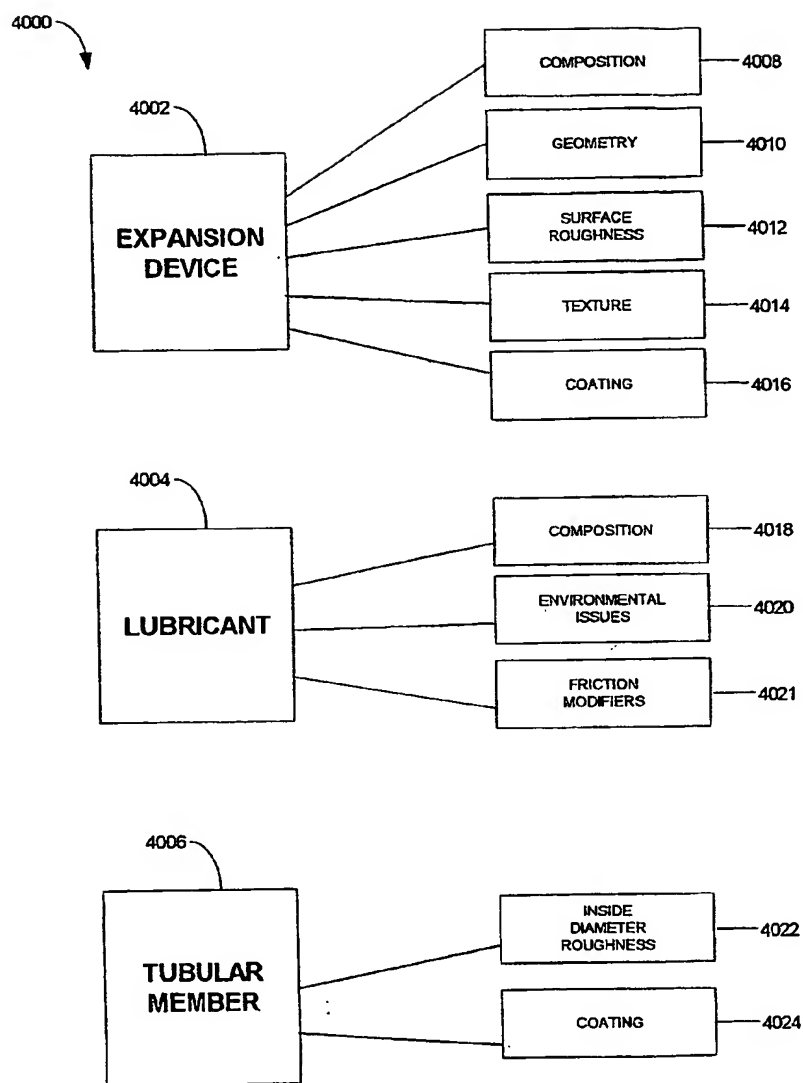 4000
4002
EXPANSION
DEVICE
COMPOSITION
4008
GEOMETRY
4010
SURFACE
ROUGHNESS
4012
TEXTURE
4014
COATING
4016
4004
LUBRICANT
COMPOSITION
4018
ENVIRONMENTAL
ISSUES
4020
FRICTION
MODIFIERS
4021
4006
TUBULAR
MEMBER
INSIDE
DIAMETER
ROUGHNESS
4022
COATING
4024